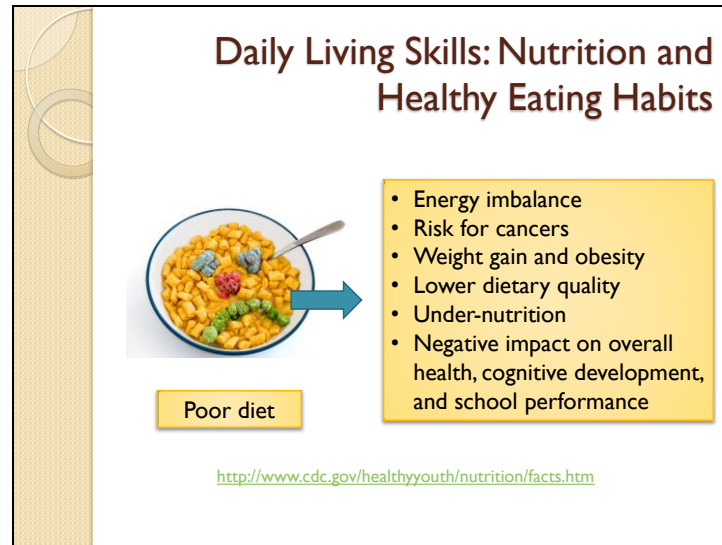 Daily Living Skills: Nutrition and
Healthy Eating Habits
• Energy imbalance
• Risk for cancers
• Weight gain and obesity
• Lower dietary quality
• Under-nutrition
• Negative impact on overall
health, cognitive development,
and school performance
Poor diet
http://www.cdc.gov/healthyyouth/nutrition/facts.htm